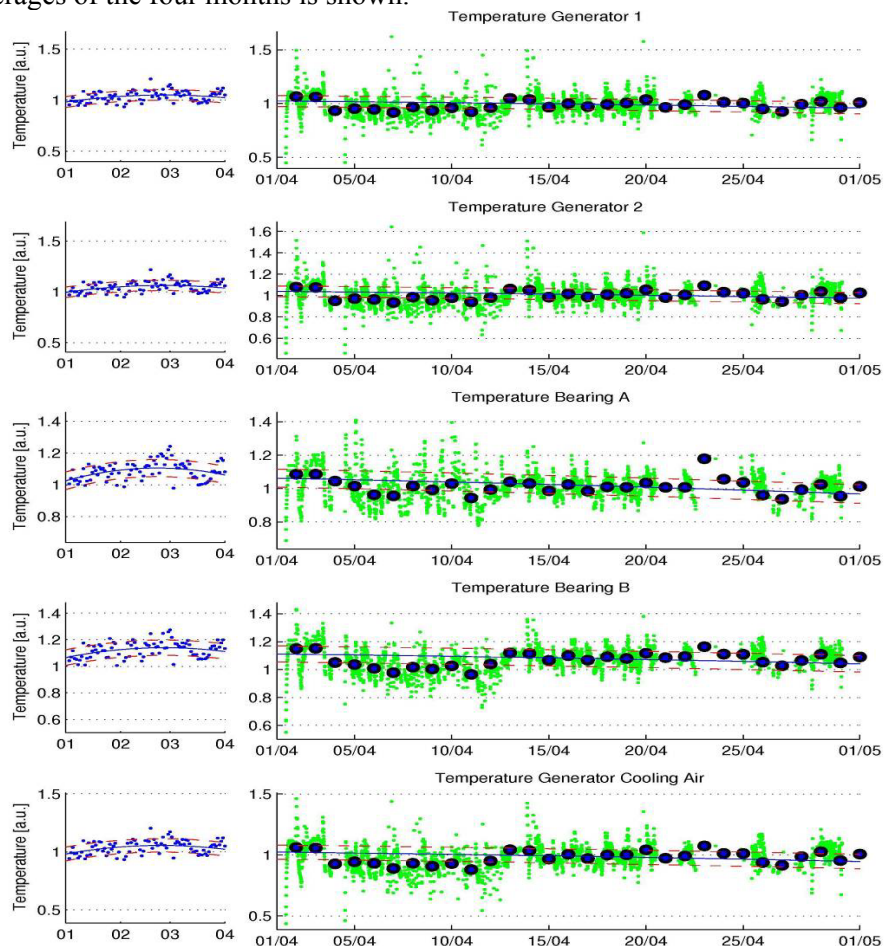 erages of the four months is shown.
Temperature Generator 1
Temperature [a.u.]
1.5
1
0.5
01 02 03 04
1.5
1
0.5
01/04 05/04 10/04 15/04 20/04 25/04 01/05
Temperature Generator 2
Temperature [a.u.]
1.5
1
0.5
01 02 03 04
1.6
1.4
1.2
1
0.8
0.6
01/04 05/04 10/04 15/04 20/04 25/04 01/05
Temperature Bearing A
Temperature [a.u.]
1.4
1.2
1
0.8
01 02 03 04
1.4
1.2
1
0.8
01/04 05/04 10/04 15/04 20/04 25/04 01/05
Temperature Bearing B
Temperature [a.u.]
1.4
1.2
1
0.8
0.6
01 02 03 04
1.4
1.2
1
0.8
0.6
01/04 05/04 10/04 15/04 20/04 25/04 01/05
Temperature Generator Cooling Air
Temperature [a.u.]
1.5
1
0.5
01 02 03 04
1.5
1
0.5
01/04 05/04 10/04 15/04 20/04 25/04 01/05